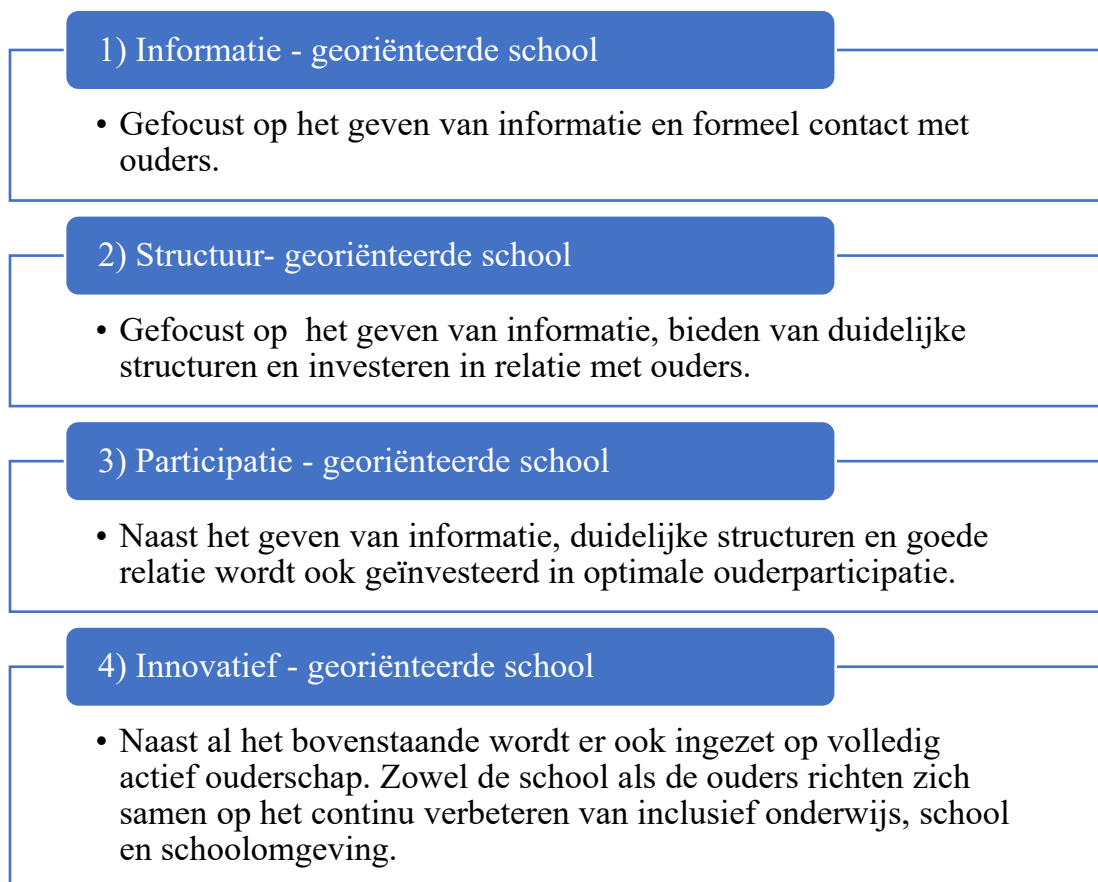 1) Informatie - georiënteerde school
• Gefocust op het geven van informatie en formeel contact met
ouders.
2) Structuur- georiënteerde school
• Gefocust op  het geven van informatie, bieden van duidelijke
structuren en investeren in relatie met ouders.
3) Participatie - georiënteerde school
• Naast het geven van informatie, duidelijke structuren en goede
relatie wordt ook geïnvesteerd in optimale ouderparticipatie.
4) Innovatief - georiënteerde school
• Naast al het bovenstaande wordt er ook ingezet op volledig
actief ouderschap. Zowel de school als de ouders richten zich
samen op het continu verbeteren van inclusief onderwijs, school
en schoolomgeving.